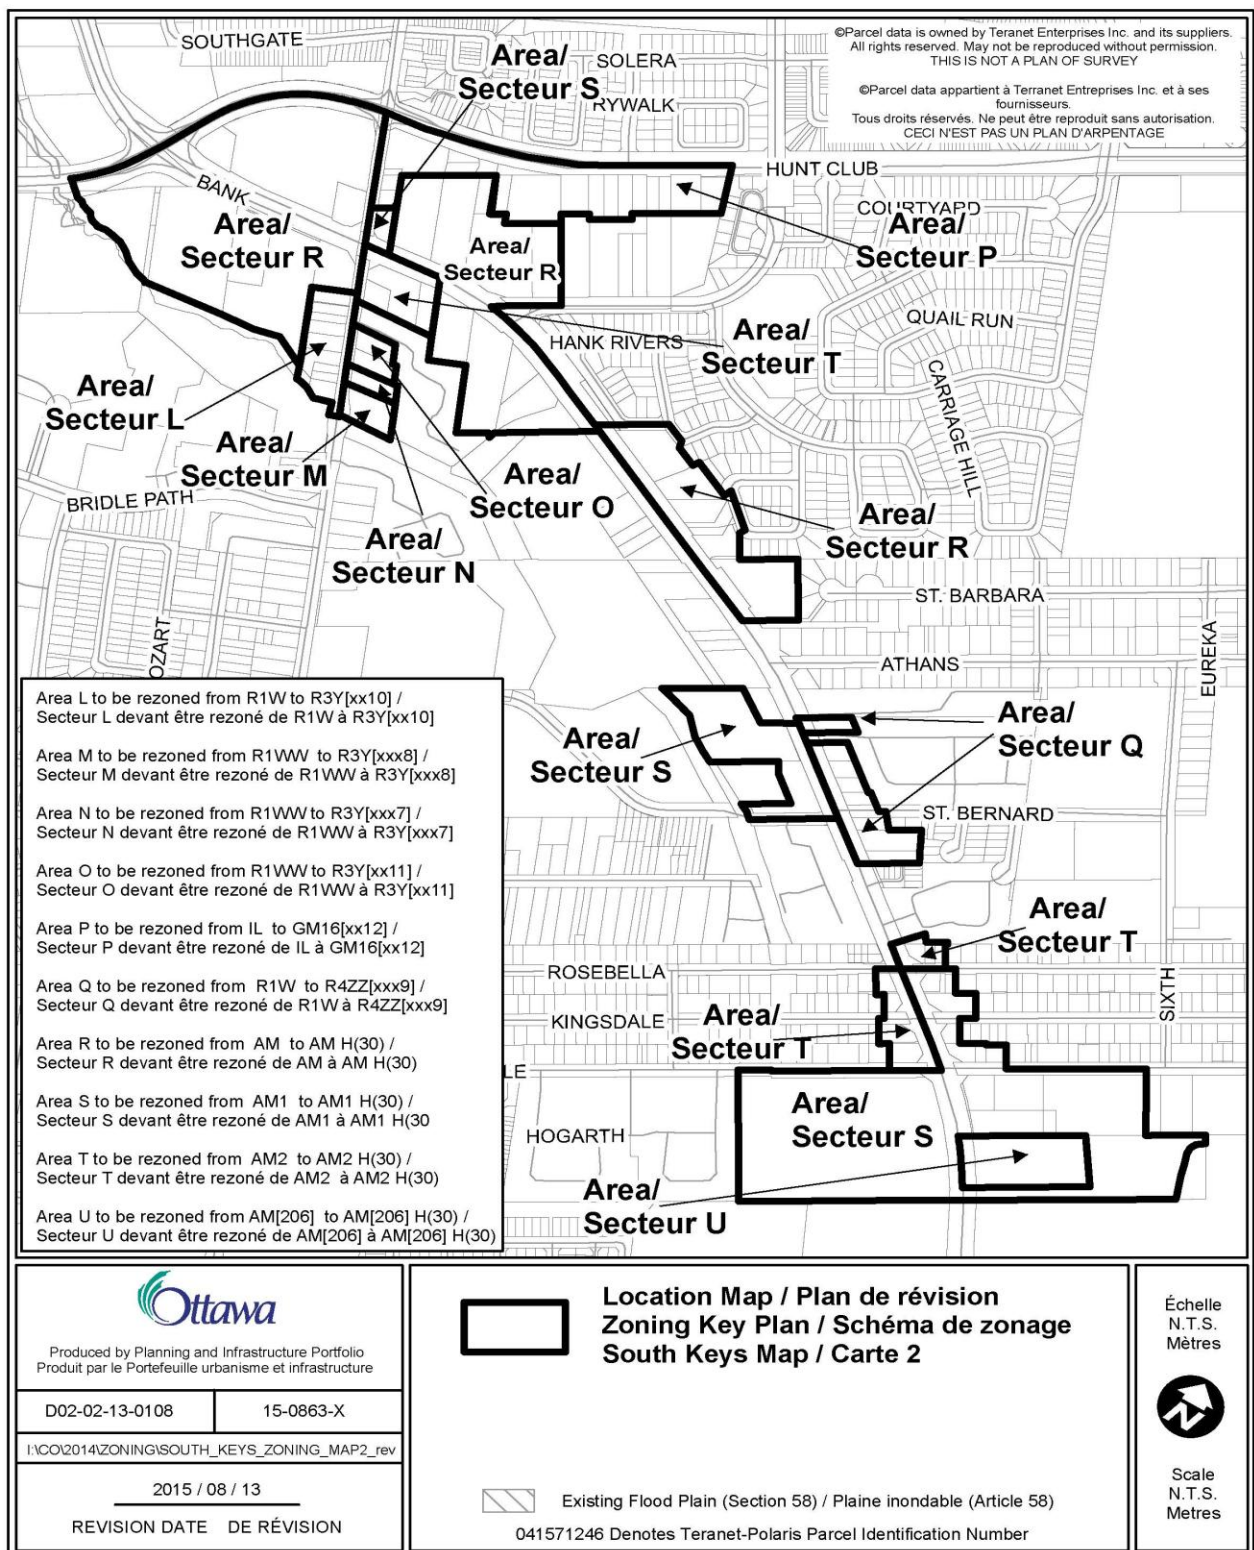 SOUTHGATE
SOLERA
RYWALK
©Parcel data is owned by Teranet Enterprises Inc. and its suppliers.
All rights reserved. May not be reproduced without permission.
THIS IS NOT A PLAN OF SURVEY
©Parcel data appartient à Terranet Entreprises Inc. et à ses
fournisseurs.
Tous droits réservés. Ne peut être reproduit sans autorisation.
CECI N'EST PAS UN PLAN D'ARPENTAGE
Area/
Secteur S
HUNT CLUB
BANK
COURTYARD
Area/
Secteur R
Area/
Secteur R
Area/
Secteur P
QUAIL RUN
HANK RIVERS
Area/
Secteur T
CARRIAGE HILL
Area/
Secteur L
Area/
Secteur M
BRIDLE PATH
Area/
Secteur O
Area/
Secteur N
Area/
Secteur R
ST. BARBARA
OZART
ATHANS
EUREKA
Area/
Secteur S
Area/
Secteur Q
ST. BERNARD
Area/
Secteur T
ROSEBELLA
KINGSDALE
SIXTH
Area/
Secteur T
LE
HOGARTH
Area/
Secteur S
Area/
Secteur U
Area L to be rezoned from R1W to R3Y[xx10] /
Secteur L devant être rezoné de R1W à R3Y[xx10]
Area M to be rezoned from R1WW to R3Y[xxx8] /
Secteur M devant être rezoné de R1WW à R3Y[xxx8]
Area N to be rezoned from R1WW to R3Y[xxx7] /
Secteur N devant être rezoné de R1WW à R3Y[xxx7]
Area O to be rezoned from R1WW to R3Y[xx11] /
Secteur O devant être rezoné de R1WW à R3Y[xx11]
Area P to be rezoned from IL to GM16[xx12] /
Secteur P devant être rezoné de IL à GM16[xx12]
Area Q to be rezoned from R1W to R4ZZ[xxx9] /
Secteur Q devant être rezoné de R1W à R4ZZ[xxx9]
Area R to be rezoned from AM to AM H(30) /
Secteur R devant être rezoné de AM à AM H(30)
Area S to be rezoned from AM1 to AM1 H(30) /
Secteur S devant être rezoné de AM1 à AM1 H(30
Area T to be rezoned from AM2 to AM2 H(30) /
Secteur T devant être rezoné de AM2 à AM2 H(30)
Area U to be rezoned from AM[206] to AM[206] H(30) /
Secteur U devant être rezoné de AM[206] à AM[206] H(30)
Ottawa
Produced by Planning and Infrastructure Portfolio
Produit par le Portefeuille urbanisme et infrastructure
D02-02-13-0108
15-0863-X
I:\CO\2014\ZONING\SOUTH_KEYS_ZONING_MAP2_rev
2015 / 08 / 13
REVISION DATE DE RÉVISION
Location Map / Plan de révision
Zoning Key Plan / Schéma de zonage
South Keys Map / Carte 2
Existing Flood Plain (Section 58) / Plaine inondable (Article 58)
041571246 Denotes Teranet-Polaris Parcel Identification Number
Échelle
N.T.S.
Mètres
N
Scale
N.T.S.
Metres